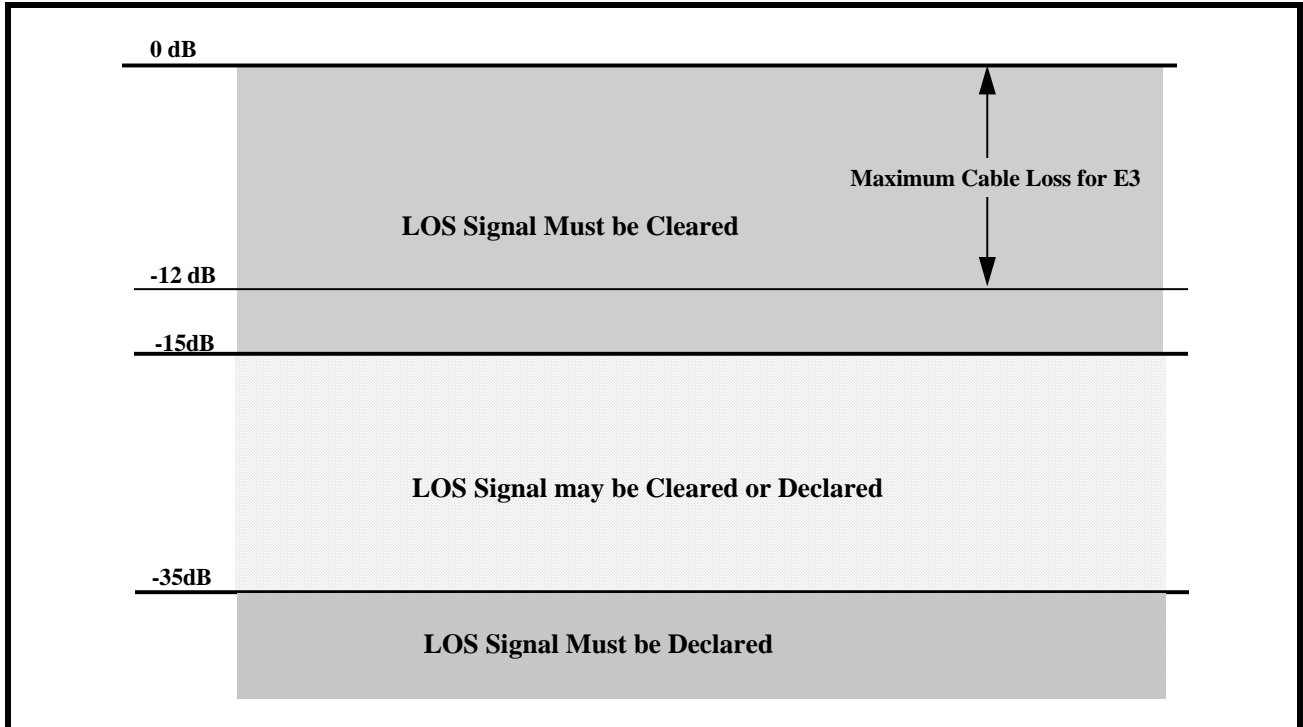 0 dB
Maximum Cable Loss for E3
LOS Signal Must be Cleared
-12 dB
-15dB
LOS Signal may be Cleared or Declared
-35dB
LOS Signal Must be Declared